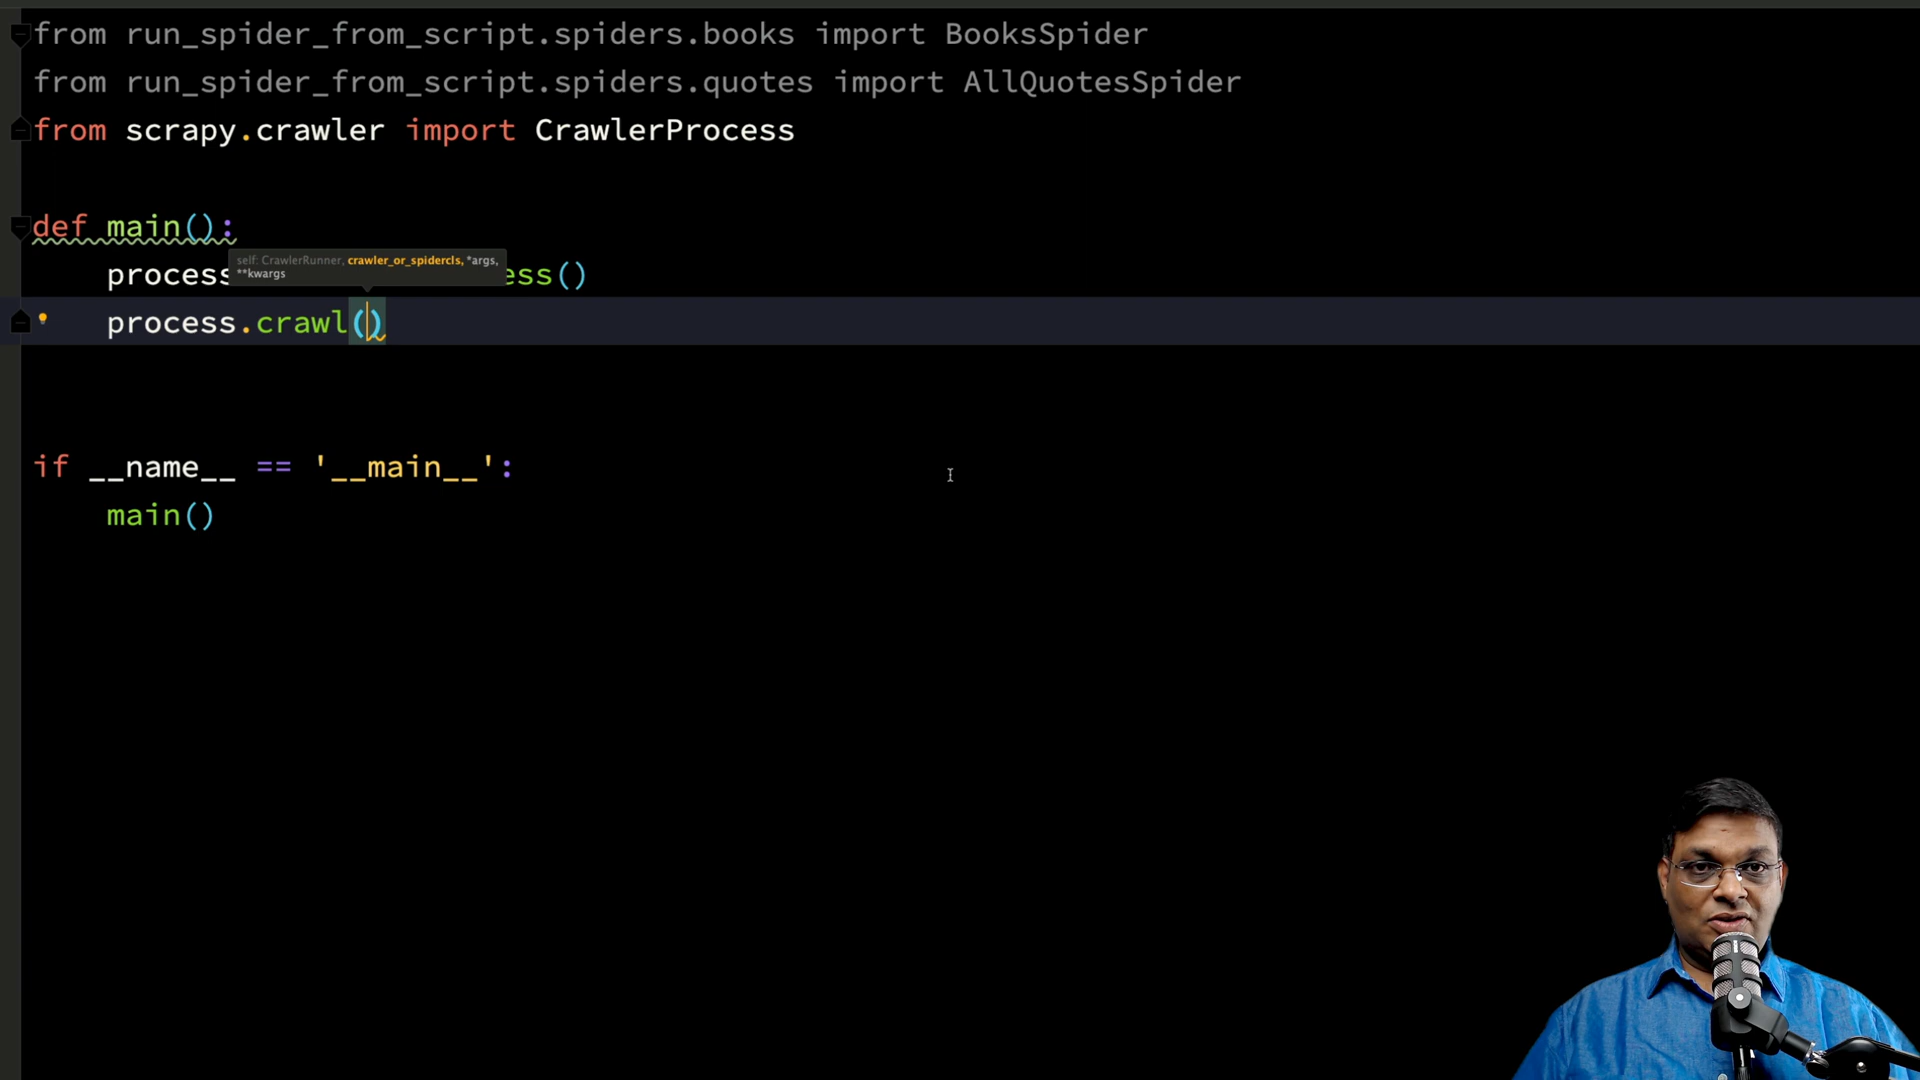 from run_spider_from_script.spiders.books import BooksSpider
from run_spider_from_script.spiders.quotes import AllQuotesSpider
from scrapy.crawler import CrawlerProcess
def main():
self: CrawlerRunner, crawler_or_spidercls, *args,
**kwargs
process ess()
process.crawl()
if __name__ == '__main__':
main()